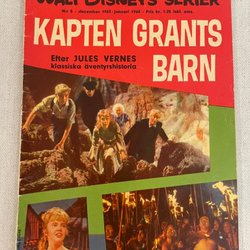 WALT DISNEY'S SERIER
Nr 8 - december 1962 - januari 1963 - Pris kr. 1:25 inkl. oms.
KAPTEN GRANTS
Efter JULES VERNES
klassiska äventyrshistoria
BARN